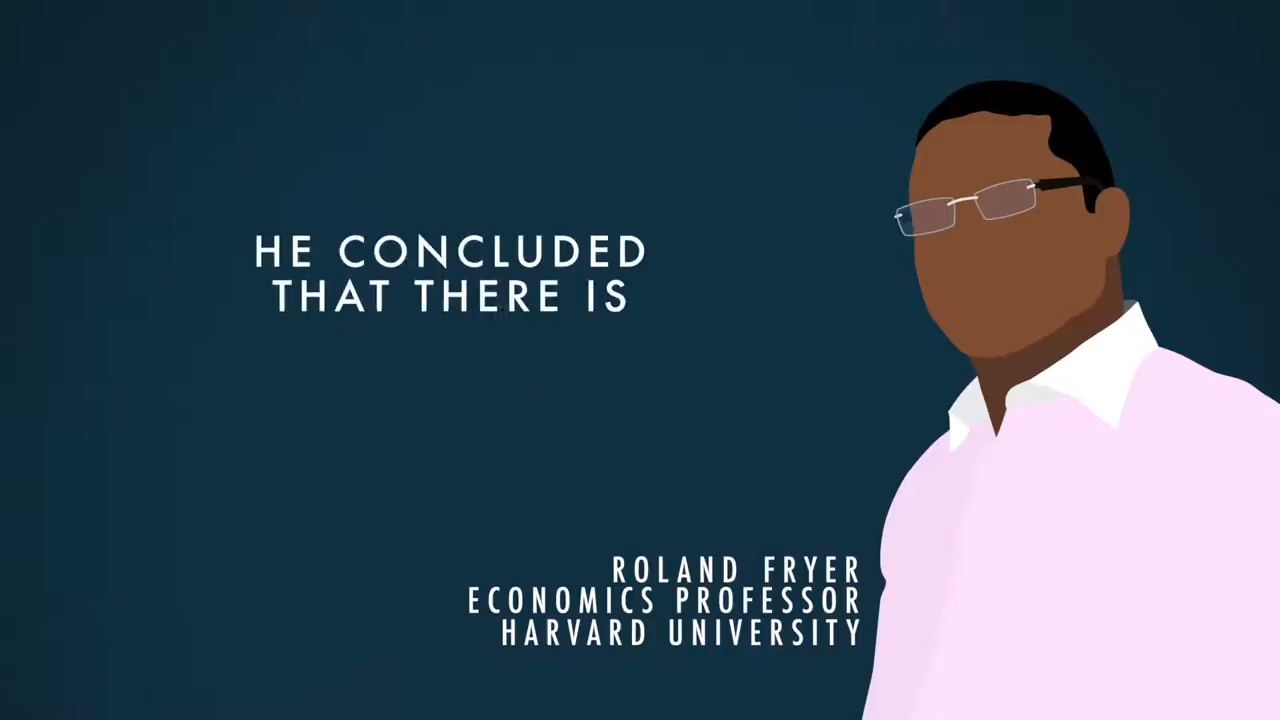 HE CONCLUDED
THAT THERE IS
ROLAND FRYER
ECONOMICS PROFESSOR
HARVARD UNIVERSITY